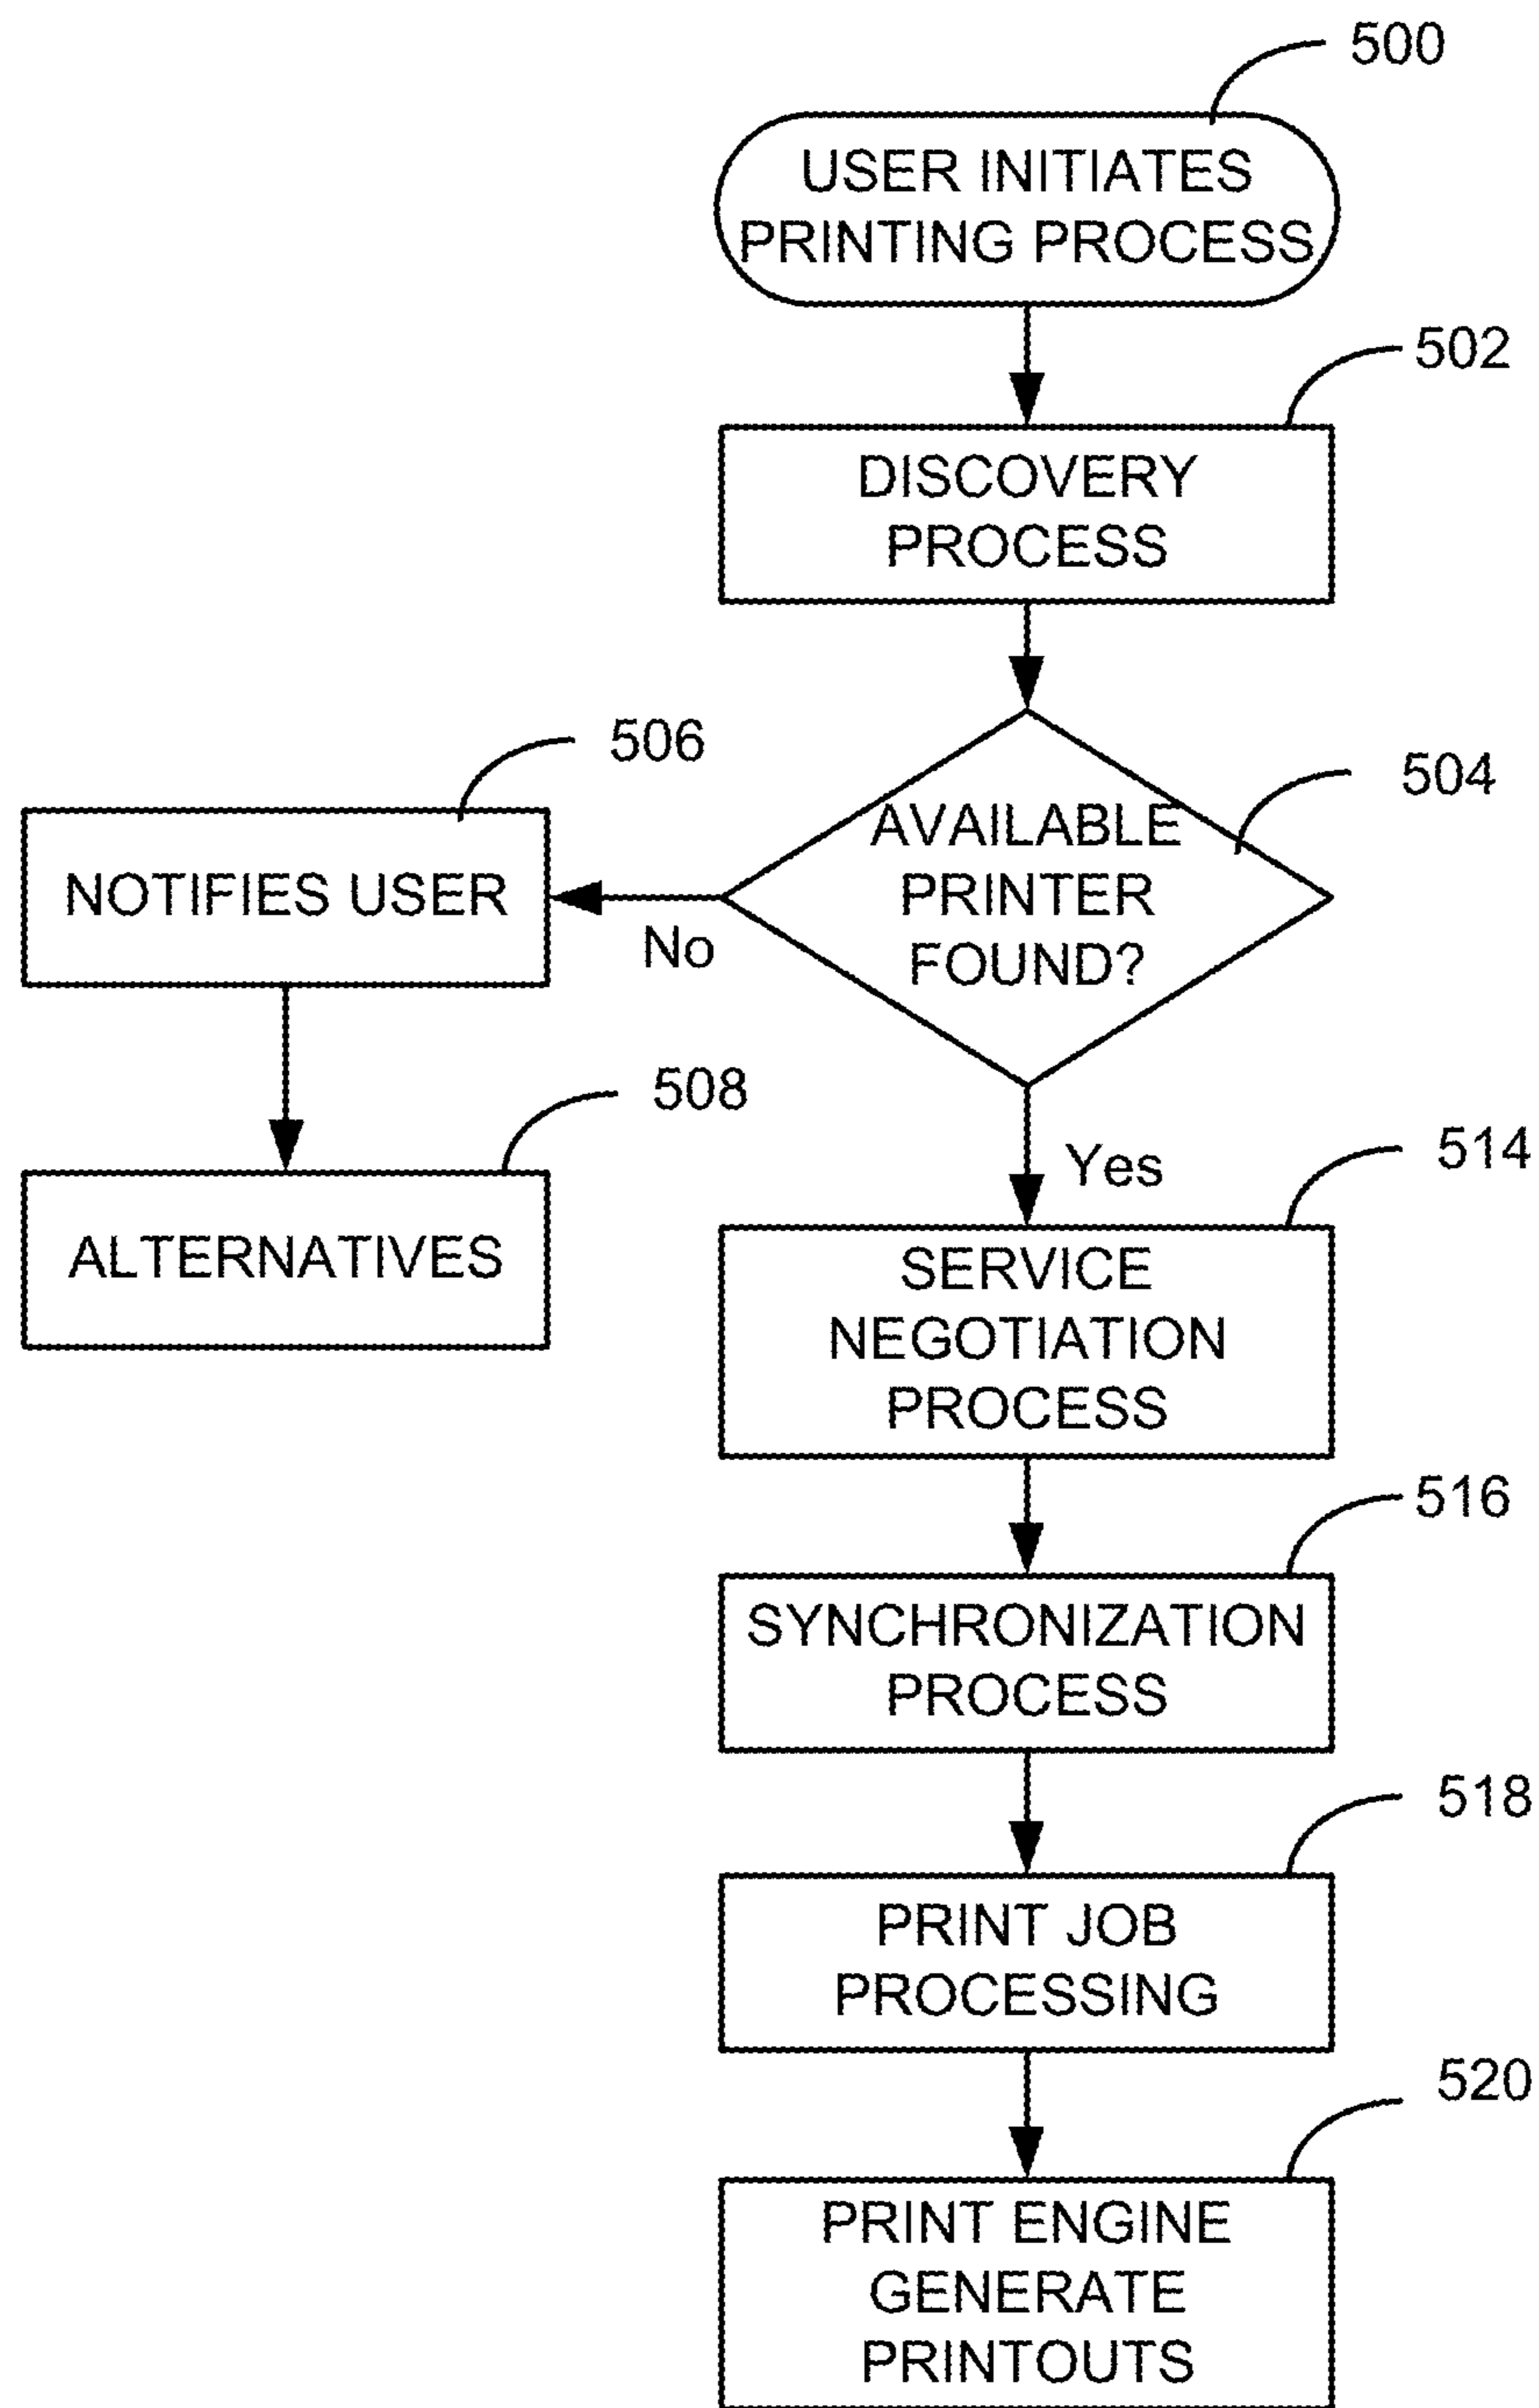 500
USER INITIATES
PRINTING PROCESS
502
DISCOVERY
PROCESS
504
AVAILABLE
PRINTER
FOUND?
506
NOTIFIES USER
No
508
ALTERNATIVES
Yes
514
SERVICE
NEGOTIATION
PROCESS
516
SYNCHRONIZATION
PROCESS
518
PRINT JOB
PROCESSING
520
PRINT ENGINE
GENERATE
PRINTOUTS